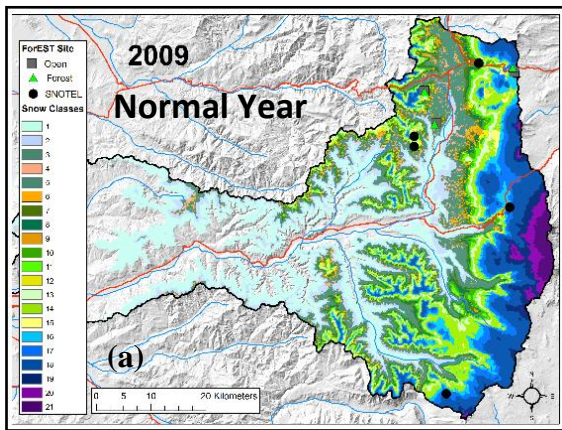 2009
Normal Year
ForEST Site
Open
Forest
SNOTEL
Snow Classes
1
2
3
4
5
6
7
8
9
10
11
12
13
14
15
16
17
18
19
20
21
(a)
0 5 10 20 Kilometers
N
W E
S